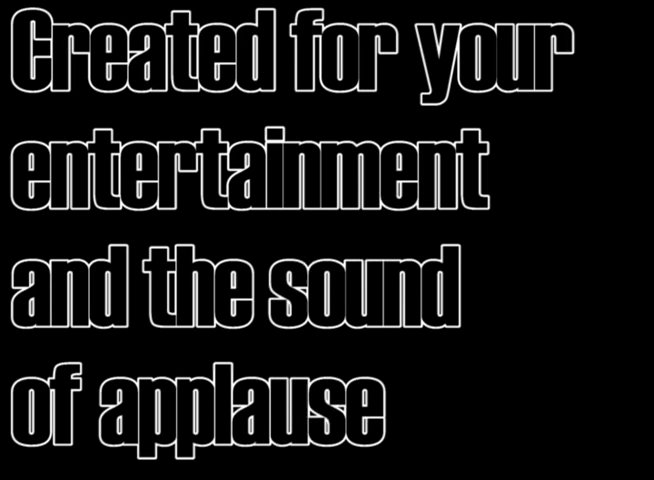 Created for your
entertainment
and the sound
of applause